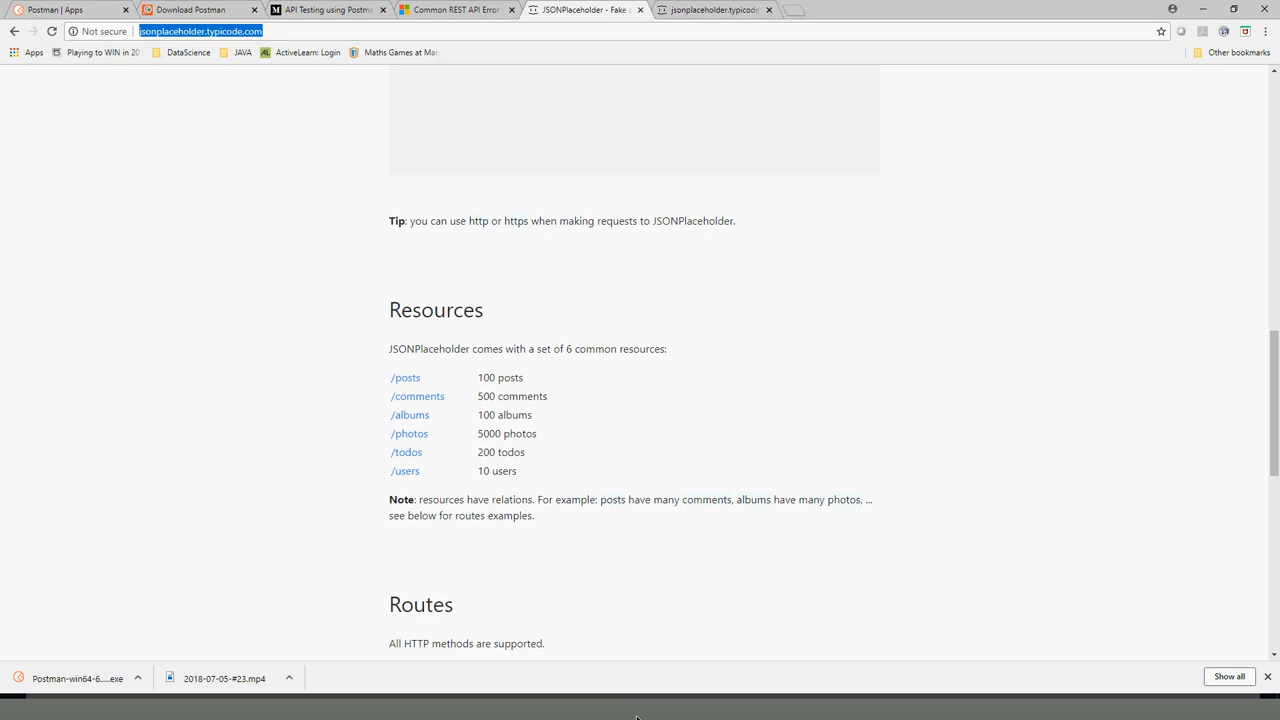 Postman | Apps
Download Postman
API Testing using Postman
Common REST API Error
JSONPlaceholder - Fake
jsonplaceholder.typicode
Not secure
jsonplaceholder.typicode.com
Apps
Playing to WIN in 20
DataScience
JAVA
ActiveLearn: Login
Maths Games at Mar
Other bookmarks
Tip: you can use http or https when making requests to JSONPlaceholder.
Resources
JSONPlaceholder comes with a set of 6 common resources:
/posts 100 posts
/comments 500 comments
/albums 100 albums
/photos 5000 photos
/todos 200 todos
/users 10 users
Note: resources have relations. For example: posts have many comments, albums have many photos, ...
see below for routes examples.
Routes
All HTTP methods are supported.
Postman-win64-6.....exe
2018-07-05-#23.mp4
Show all